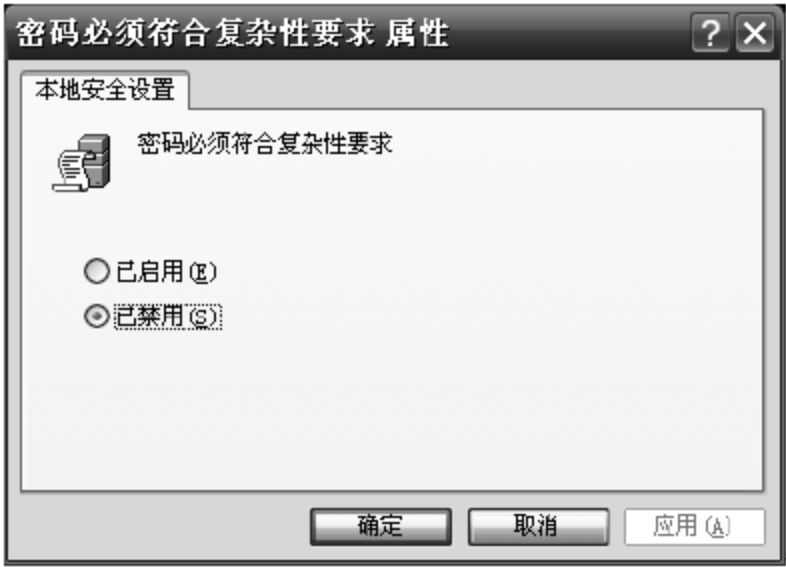 密码必须符合复杂性要求 属性
本地安全设置
密码必须符合复杂性要求
已启用(E)
已禁用(S)
确定
取消
应用(A)